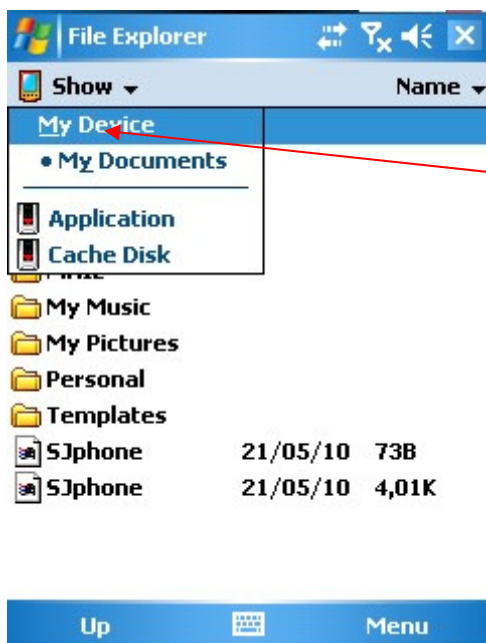 File Explorer
Show Name
My Device
My Documents
Application
Cache Disk
My Music
My Pictures
Personal
Templates
SJphone 21/05/10 73B
SJphone 21/05/10 4,01K
Up Menu